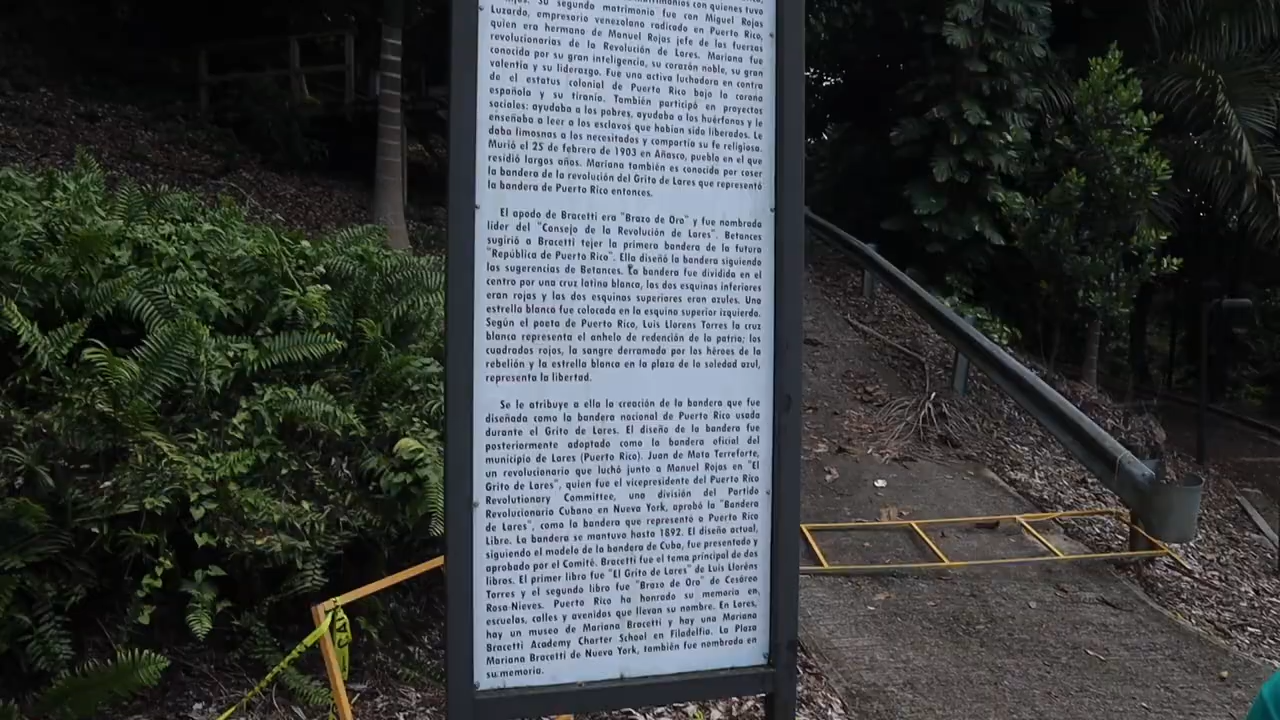 matrimonios con quienes tuvo
hijos. Su segundo matrimonio fue con Miguel Rojas
Luzardo, empresario venezolano radicado en Puerto Rico,
quien era hermano de Manuel Rojas jefe de las fuerzas
revolucionarias de la Revolución de Lares. Mariana fue
conocida por su gran inteligencia, su corazón noble, su gran
valentía y su liderazgo. Fue una activa luchadora en contra
de el estatus colonial de Puerto Rico bajo la corona
española y su tiranía. También participó en proyectos
sociales; ayudaba a los pobres, ayudaba a los huérfanos y le
enseñaba a leer a los esclavos que habían sido liberados. Le
daba limosnas a los necesitados y compartía su fe religiosa.
Murió el 25 de febrero de 1903 en Añasco, pueblo en el que
residió largos años. Mariana también es conocida por coser
la bandera de la revolución del Grito de Lares que representó
la bandera de Puerto Rico entonces.
El apodo de Bracetti era "Brazo de Oro" y fue nombrada
líder del "Consejo de la Revolución de Lares". Betances
sugirió a Bracetti tejer la primera bandera de la futura
"República de Puerto Rico". Ella diseñó la bandera siguiendo
las sugerencias de Betances. La bandera fue dividida en el
centro por una cruz latina blanca, las dos esquinas inferiores
eran rojas y las dos esquinas superiores eran azules. Una
estrella blanca fue colocada en la esquina superior izquierda.
Según el poeta de Puerto Rico, Luis Llorens Torres la cruz
blanca representa el anhelo de redención de la patria; los
cuadrados rojos, la sangre derramada por los héroes de la
rebelión y la estrella blanca en la plaza de la soledad azul,
representa la libertad.
Se le atribuye a ella la creación de la bandera que fue
diseñada como la bandera nacional de Puerto Rico usada
durante el Grito de Lares. El diseño de la bandera fue
posteriormente adoptado como la bandera oficial del
municipio de Lares (Puerto Rico). Juan de Mata Terreforte,
un revolucionario que luchó junto a Manuel Rojas en "El
Grito de Lares", quien fue el vicepresidente del Puerto Rico
Revolutionary Committee, una división del Partido
Revolucionario Cubano en Nueva York, aprobó la "Bandera
de Lares", como la bandera que representó a Puerto Rico
Libre. La bandera se mantuvo hasta 1892. El diseño actual,
siguiendo el modelo de la bandera de Cuba, fue presentado y
aprobado por el Comité. Bracetti fue el tema principal de dos
libros. El primer libro fue "El Grito de Lares" de Luis Lloréns
Torres y el segundo libro fue "Brazo de Oro" de Cesáreo
Rosa-Nieves. Puerto Rico ha honrado su memoria en,
escuelas, calles y avenidas que llevan su nombre. En Lares,
hay un museo de Mariana Bracetti y hay una Mariana
Bracetti Academy Charter School en Filadelfia. La Plaza
Mariana Bracetti de Nueva York, también fue nombrada en
su memoria.